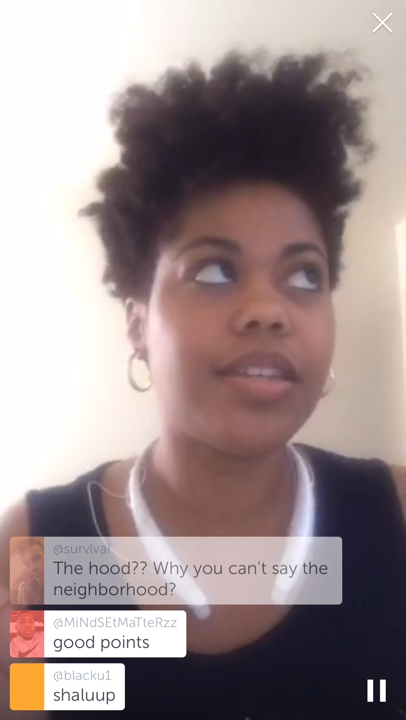 @survival
The hood?? Why you can't say the
neighborhood?
@MiNdSEtMaTteRzz
good points
@blacku1
shaluup